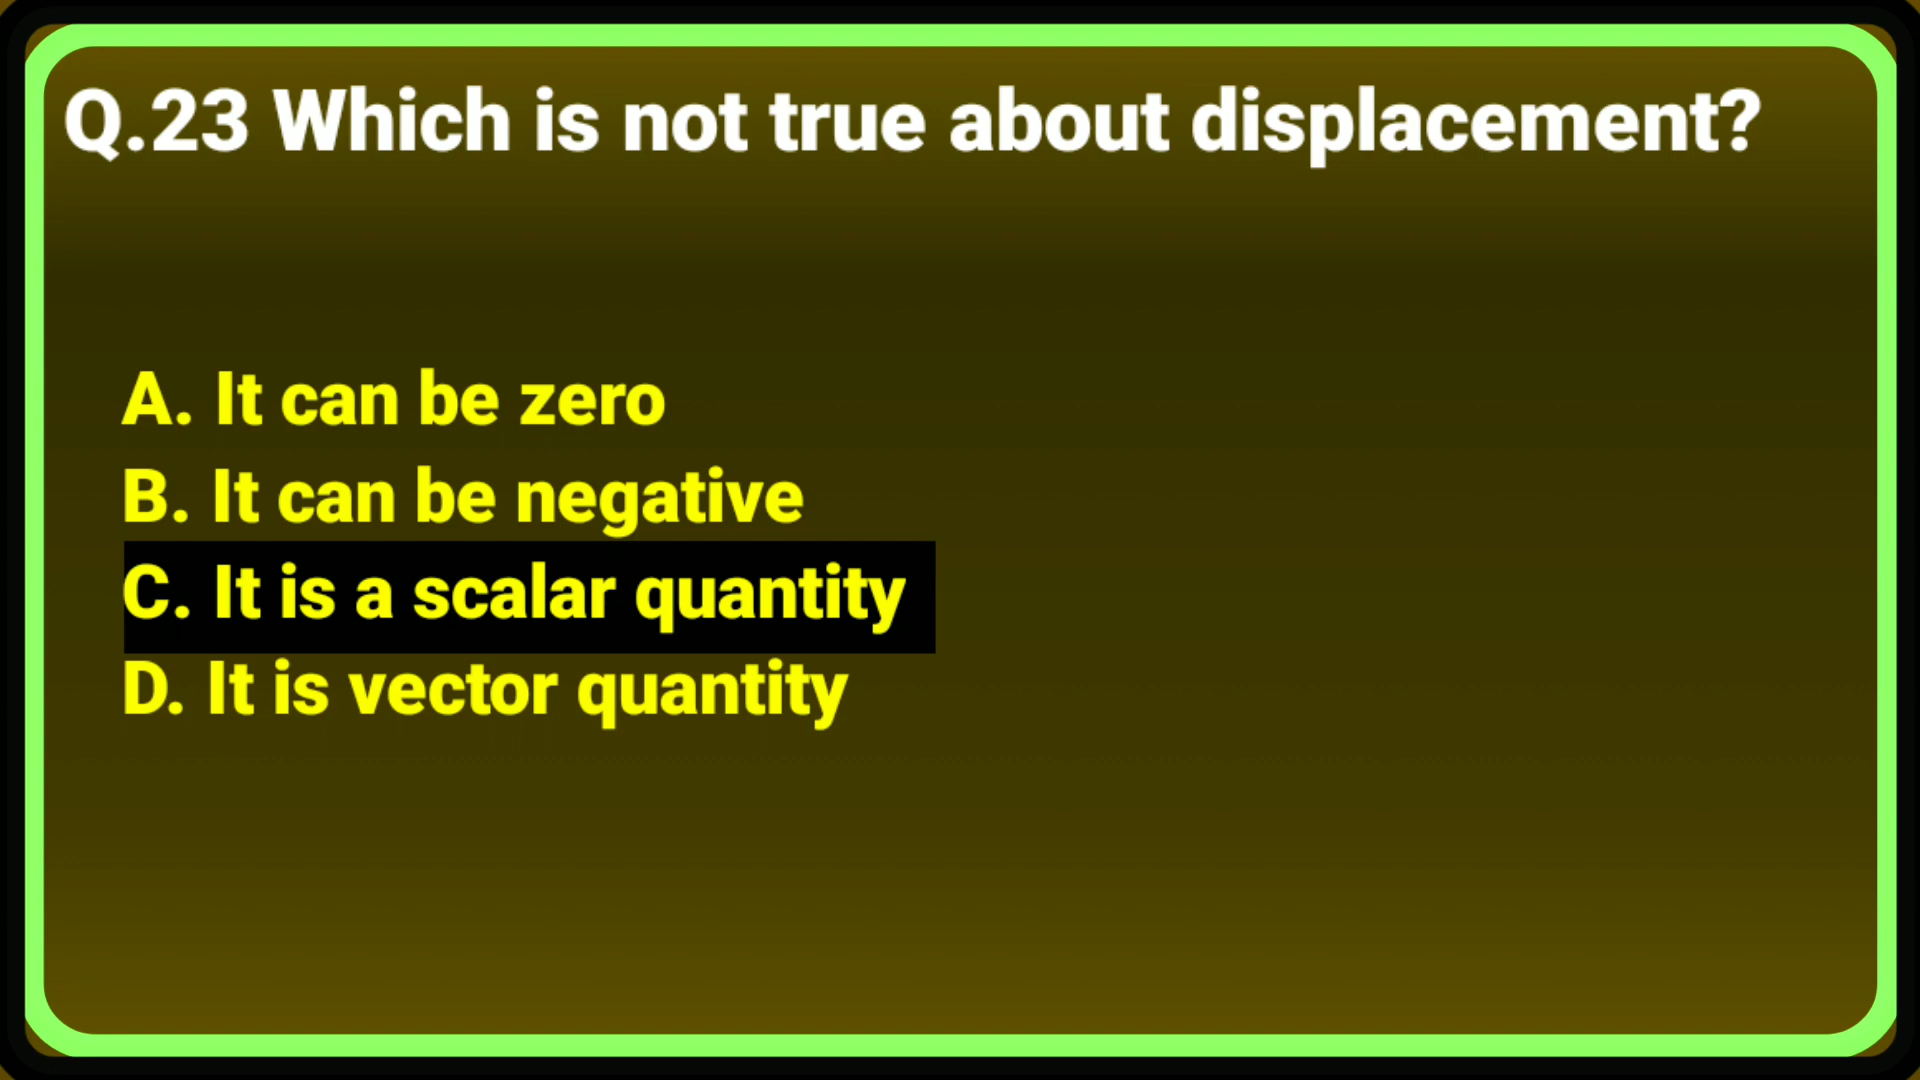 Q.23 Which is not true about displacement?
A. It can be zero
B. It can be negative
C. It is a scalar quantity
D. It is vector quantity